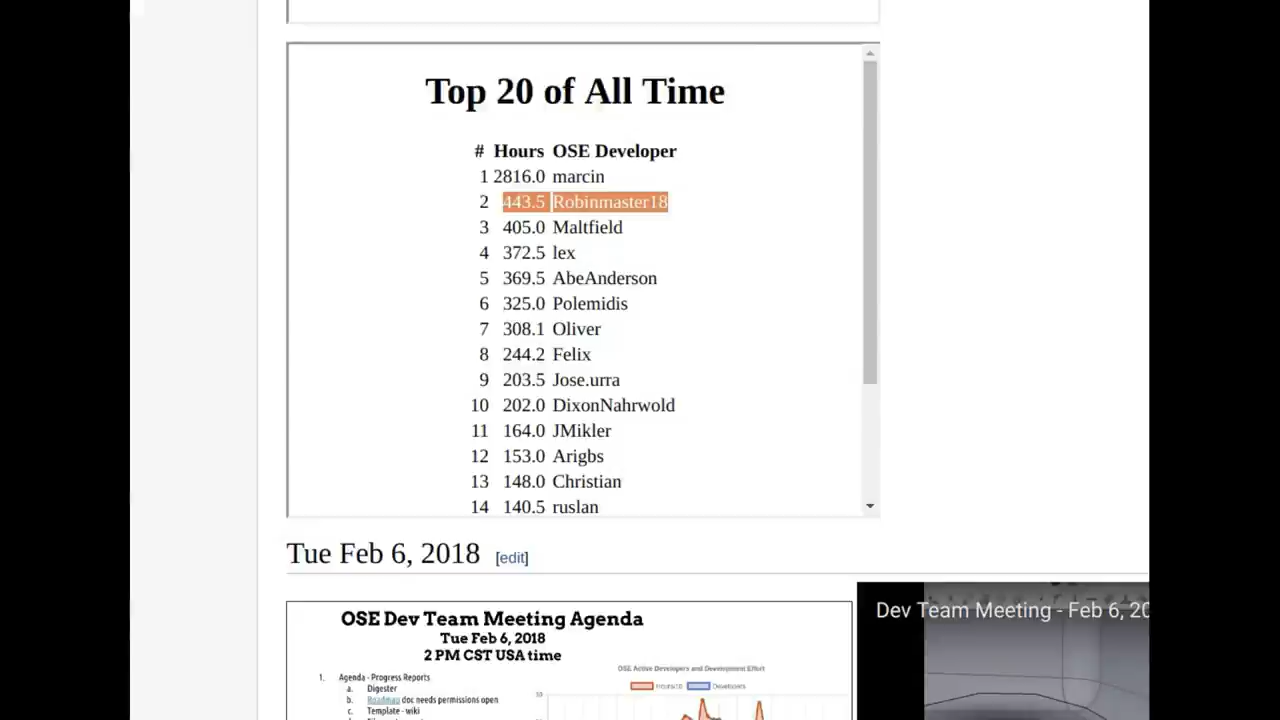 Top 20 of All Time
# Hours OSE Developer
1 2816.0 marcin
2 443.5 Robinmaster18
3 405.0 Maltfield
4 372.5 lex
5 369.5 AbeAnderson
6 325.0 Polemidis
7 308.1 Oliver
8 244.2 Felix
9 203.5 Jose.urra
10 202.0 DixonNahrwold
11 164.0 JMikler
12 153.0 Arigbs
13 148.0 Christian
14 140.5 ruslan
Tue Feb 6, 2018 [edit]
OSE Dev Team Meeting Agenda
Tue Feb 6, 2018
2 PM CST USA time
1. Agenda - Progress Reports
a. Digester
b. Roadmap doc needs permissions open
c. Template - wiki
OSE Active Developers and Development Effort
Hours/10 Developers
Dev Team Meeting - Feb 6, 20